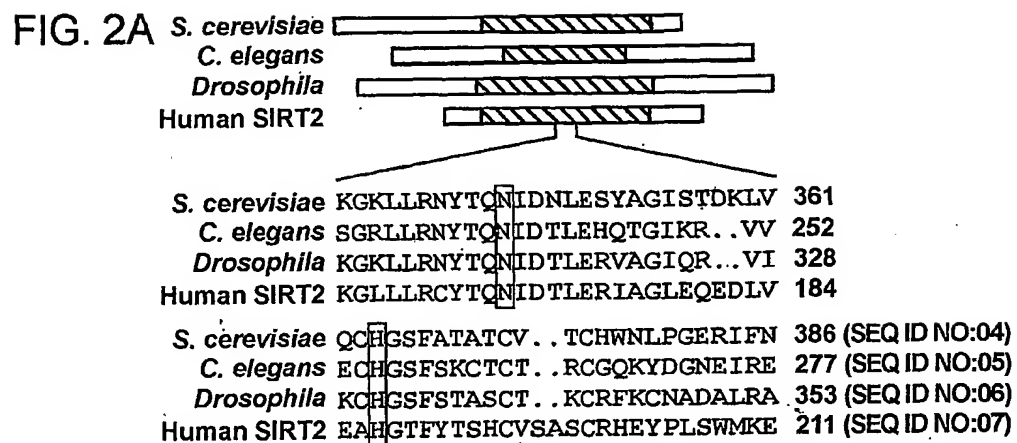 FIG. 2A
S. cerevisiae
C. elegans
Drosophila
Human SIRT2
S. cerevisiae KGKLLRNYTQNIDNLESYAGISTDKLV 361
C. elegans SGRLLRNYTQNIDTLEHQTGIKR..VV 252
Drosophila KGKLLRNYTQNIDTLERVAGIQR..VI 328
Human SIRT2 KGLLLRCYTQNIDTLERIAGLEQEDLV 184
S. cerevisiae QCHGSFATATCV..TCHWNLPGERIFN 386 (SEQ ID NO:04)
C. elegans ECHGSFSKCTCT..RCGQKYDGNEIRE 277 (SEQ ID NO:05)
Drosophila KCHGSFSTASCT..KCRFKCNADALRA 353 (SEQ ID NO:06)
Human SIRT2 EAHGTFYTSHCVSASCRHEYPLSWMKE 211 (SEQ ID NO:07)